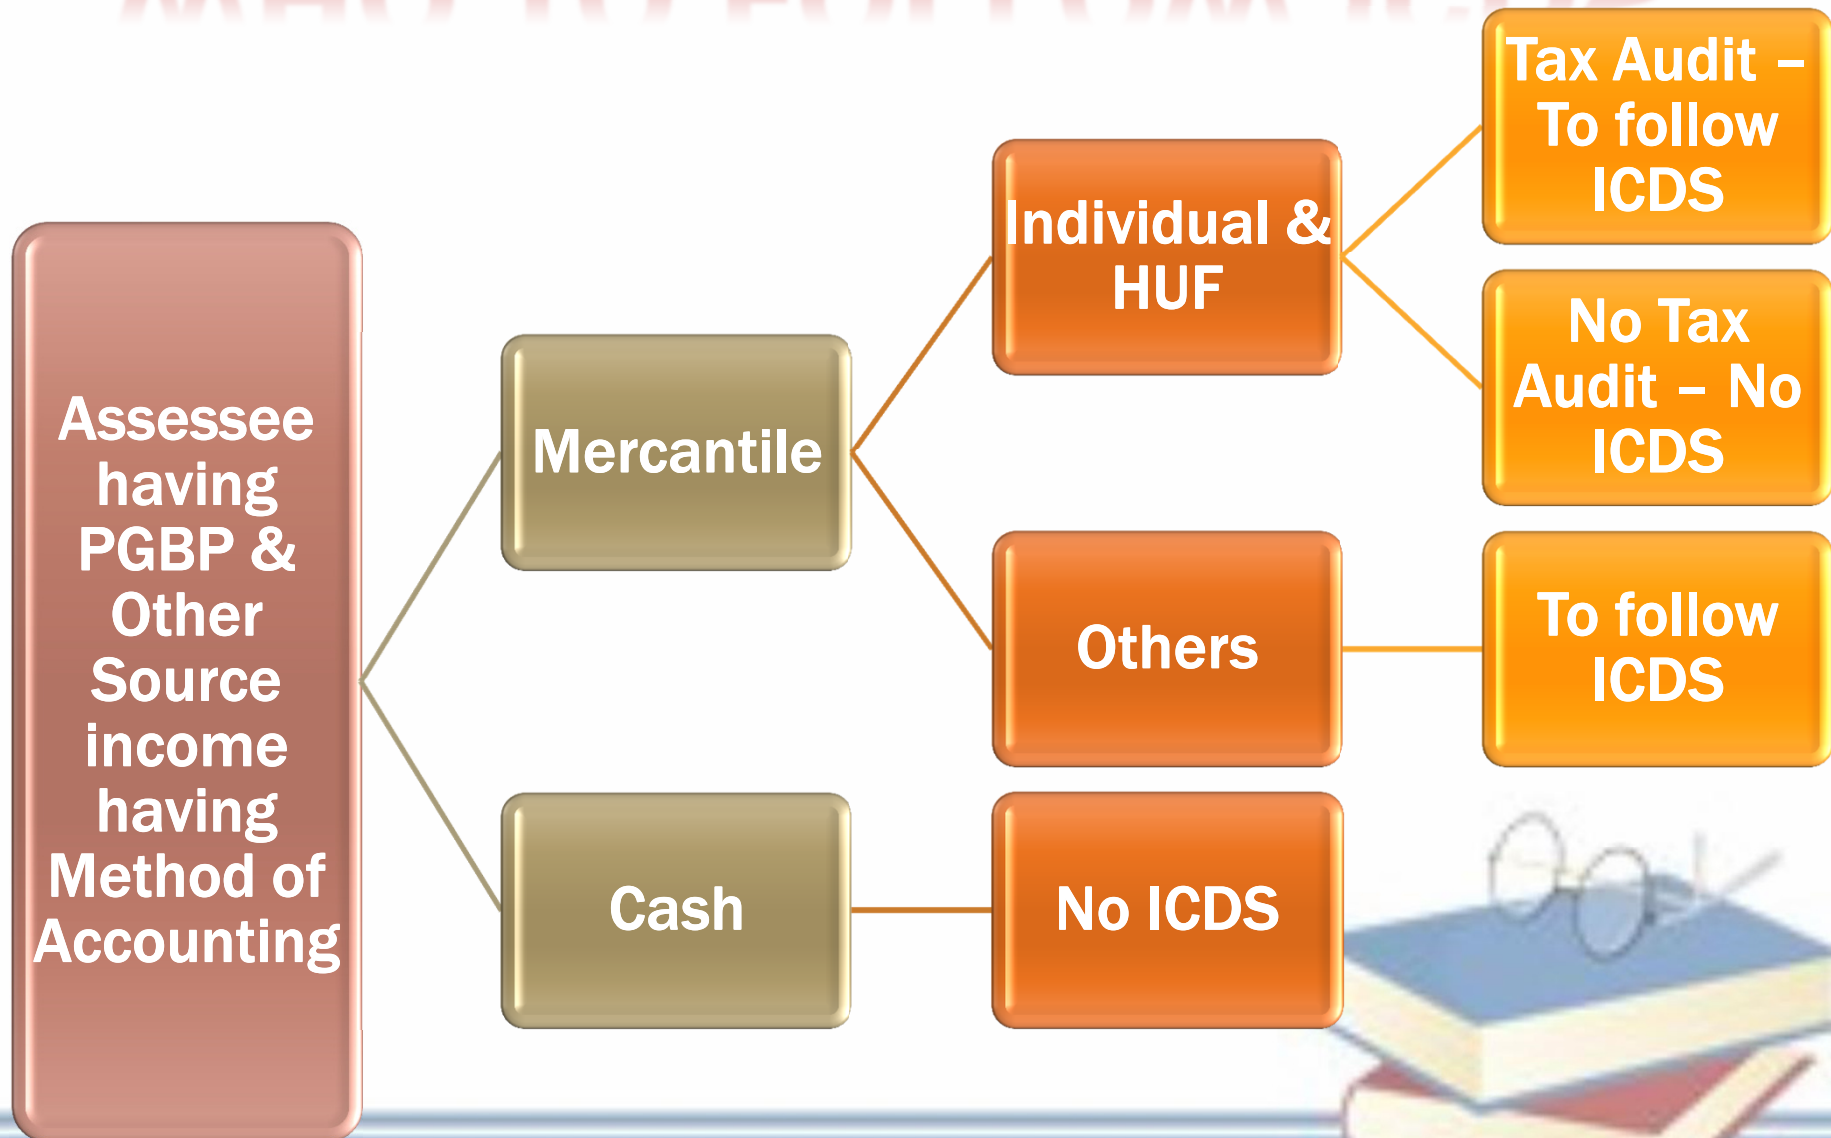 Assessee
having
PGBP &
Other
Source
income
having
Method of
Accounting
Mercantile
Individual &
HUF
Tax Audit –
To follow
ICDS
No Tax
Audit – No
ICDS
Others
To follow
ICDS
Cash
No ICDS